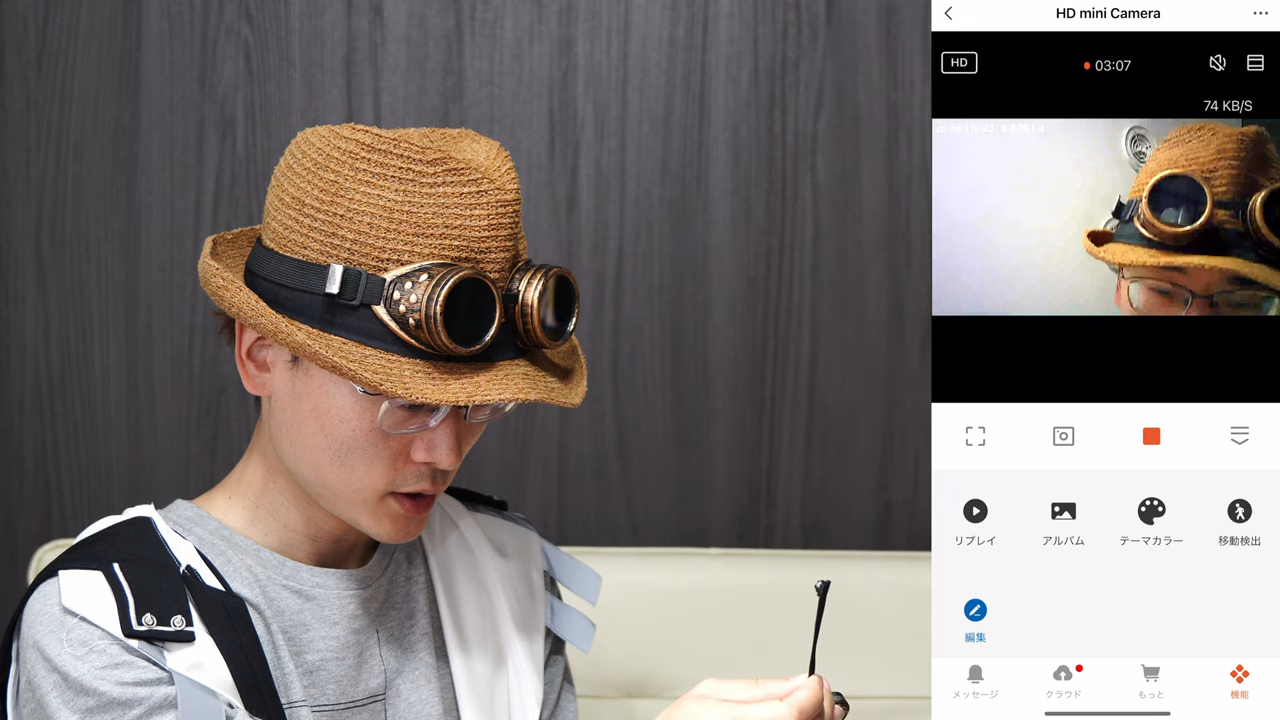 HD mini Camera
HD
03:07
74 KB/S
リプレイ
アルバム
テーマカラー
移動検出
編集
メッセージ
クラウド
もっと
機能